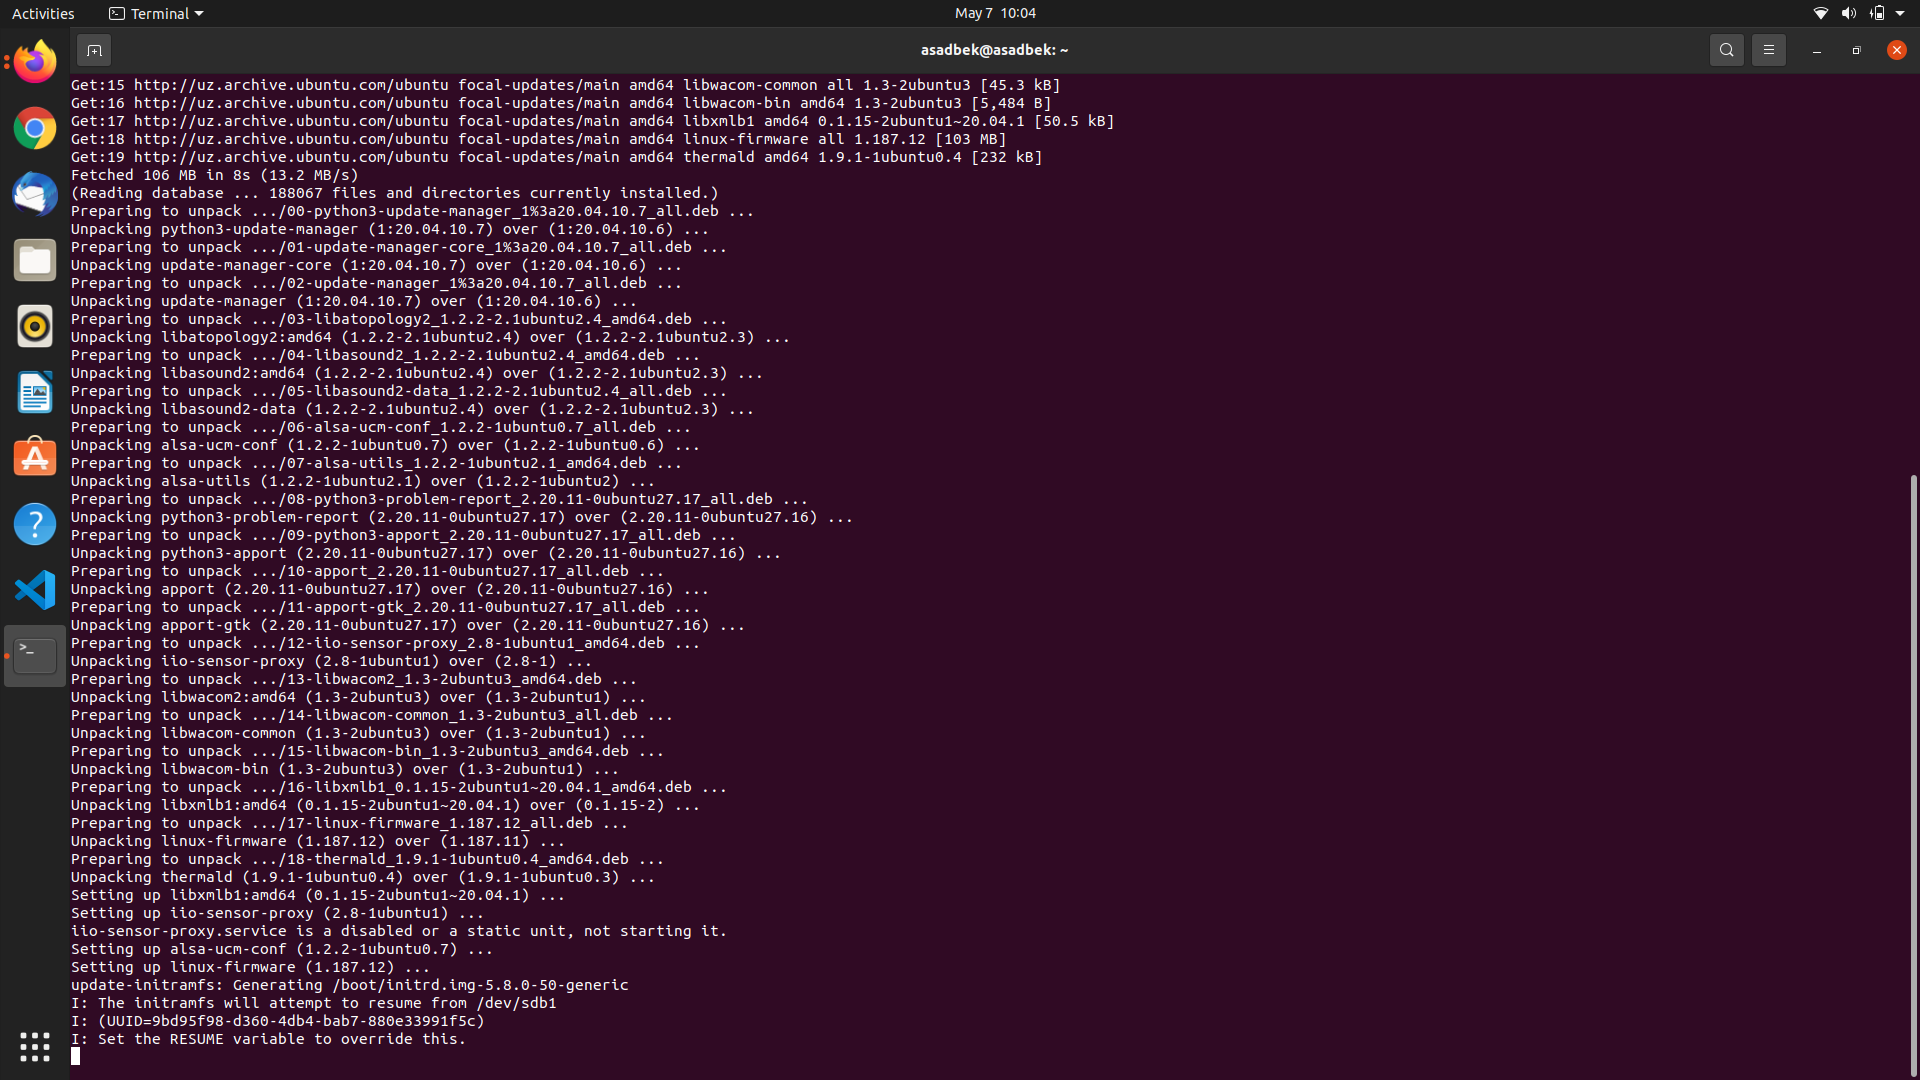 Activities
Terminal
May 7 10:04
asadbek@asadbek: ~
Get:15 http://uz.archive.ubuntu.com/ubuntu focal-updates/main amd64 libwacom-common all 1.3-2ubuntu3 [45.3 kB]
Get:16 http://uz.archive.ubuntu.com/ubuntu focal-updates/main amd64 libwacom-bin amd64 1.3-2ubuntu3 [5,484 B]
Get:17 http://uz.archive.ubuntu.com/ubuntu focal-updates/main amd64 libxmlb1 amd64 0.1.15-2ubuntu1~20.04.1 [50.5 kB]
Get:18 http://uz.archive.ubuntu.com/ubuntu focal-updates/main amd64 linux-firmware all 1.187.12 [103 MB]
Get:19 http://uz.archive.ubuntu.com/ubuntu focal-updates/main amd64 thermald amd64 1.9.1-1ubuntu0.4 [232 kB]
Fetched 106 MB in 8s (13.2 MB/s)
(Reading database ... 188067 files and directories currently installed.)
Preparing to unpack .../00-python3-update-manager_1%3a20.04.10.7_all.deb ...
Unpacking python3-update-manager (1:20.04.10.7) over (1:20.04.10.6) ...
Preparing to unpack .../01-update-manager-core_1%3a20.04.10.7_all.deb ...
Unpacking update-manager-core (1:20.04.10.7) over (1:20.04.10.6) ...
Preparing to unpack .../02-update-manager_1%3a20.04.10.7_all.deb ...
Unpacking update-manager (1:20.04.10.7) over (1:20.04.10.6) ...
Preparing to unpack .../03-libatopology2_1.2.2-2.1ubuntu2.4_amd64.deb ...
Unpacking libatopology2:amd64 (1.2.2-2.1ubuntu2.4) over (1.2.2-2.1ubuntu2.3) ...
Preparing to unpack .../04-libasound2_1.2.2-2.1ubuntu2.4_amd64.deb ...
Unpacking libasound2:amd64 (1.2.2-2.1ubuntu2.4) over (1.2.2-2.1ubuntu2.3) ...
Preparing to unpack .../05-libasound2-data_1.2.2-2.1ubuntu2.4_all.deb ...
Unpacking libasound2-data (1.2.2-2.1ubuntu2.4) over (1.2.2-2.1ubuntu2.3) ...
Preparing to unpack .../06-alsa-ucm-conf_1.2.2-1ubuntu0.7_all.deb ...
Unpacking alsa-ucm-conf (1.2.2-1ubuntu0.7) over (1.2.2-1ubuntu0.6) ...
Preparing to unpack .../07-alsa-utils_1.2.2-1ubuntu2.1_amd64.deb ...
Unpacking alsa-utils (1.2.2-1ubuntu2.1) over (1.2.2-1ubuntu2) ...
Preparing to unpack .../08-python3-problem-report_2.20.11-0ubuntu27.17_all.deb ...
Unpacking python3-problem-report (2.20.11-0ubuntu27.17) over (2.20.11-0ubuntu27.16) ...
Preparing to unpack .../09-python3-apport_2.20.11-0ubuntu27.17_all.deb ...
Unpacking python3-apport (2.20.11-0ubuntu27.17) over (2.20.11-0ubuntu27.16) ...
Preparing to unpack .../10-apport_2.20.11-0ubuntu27.17_all.deb ...
Unpacking apport (2.20.11-0ubuntu27.17) over (2.20.11-0ubuntu27.16) ...
Preparing to unpack .../11-apport-gtk_2.20.11-0ubuntu27.17_all.deb ...
Unpacking apport-gtk (2.20.11-0ubuntu27.17) over (2.20.11-0ubuntu27.16) ...
Preparing to unpack .../12-iio-sensor-proxy_2.8-1ubuntu1_amd64.deb ...
Unpacking iio-sensor-proxy (2.8-1ubuntu1) over (2.8-1) ...
Preparing to unpack .../13-libwacom2_1.3-2ubuntu3_amd64.deb ...
Unpacking libwacom2:amd64 (1.3-2ubuntu3) over (1.3-2ubuntu1) ...
Preparing to unpack .../14-libwacom-common_1.3-2ubuntu3_all.deb ...
Unpacking libwacom-common (1.3-2ubuntu3) over (1.3-2ubuntu1) ...
Preparing to unpack .../15-libwacom-bin_1.3-2ubuntu3_amd64.deb ...
Unpacking libwacom-bin (1.3-2ubuntu3) over (1.3-2ubuntu1) ...
Preparing to unpack .../16-libxmlb1_0.1.15-2ubuntu1~20.04.1_amd64.deb ...
Unpacking libxmlb1:amd64 (0.1.15-2ubuntu1~20.04.1) over (0.1.15-2) ...
Preparing to unpack .../17-linux-firmware_1.187.12_all.deb ...
Unpacking linux-firmware (1.187.12) over (1.187.11) ...
Preparing to unpack .../18-thermald_1.9.1-1ubuntu0.4_amd64.deb ...
Unpacking thermald (1.9.1-1ubuntu0.4) over (1.9.1-1ubuntu0.3) ...
Setting up libxmlb1:amd64 (0.1.15-2ubuntu1~20.04.1) ...
Setting up iio-sensor-proxy (2.8-1ubuntu1) ...
iio-sensor-proxy.service is a disabled or a static unit, not starting it.
Setting up alsa-ucm-conf (1.2.2-1ubuntu0.7) ...
Setting up linux-firmware (1.187.12) ...
update-initramfs: Generating /boot/initrd.img-5.8.0-50-generic
I: The initramfs will attempt to resume from /dev/sdb1
I: (UUID=9bd95f98-d360-4db4-bab7-880e33991f5c)
I: Set the RESUME variable to override this.